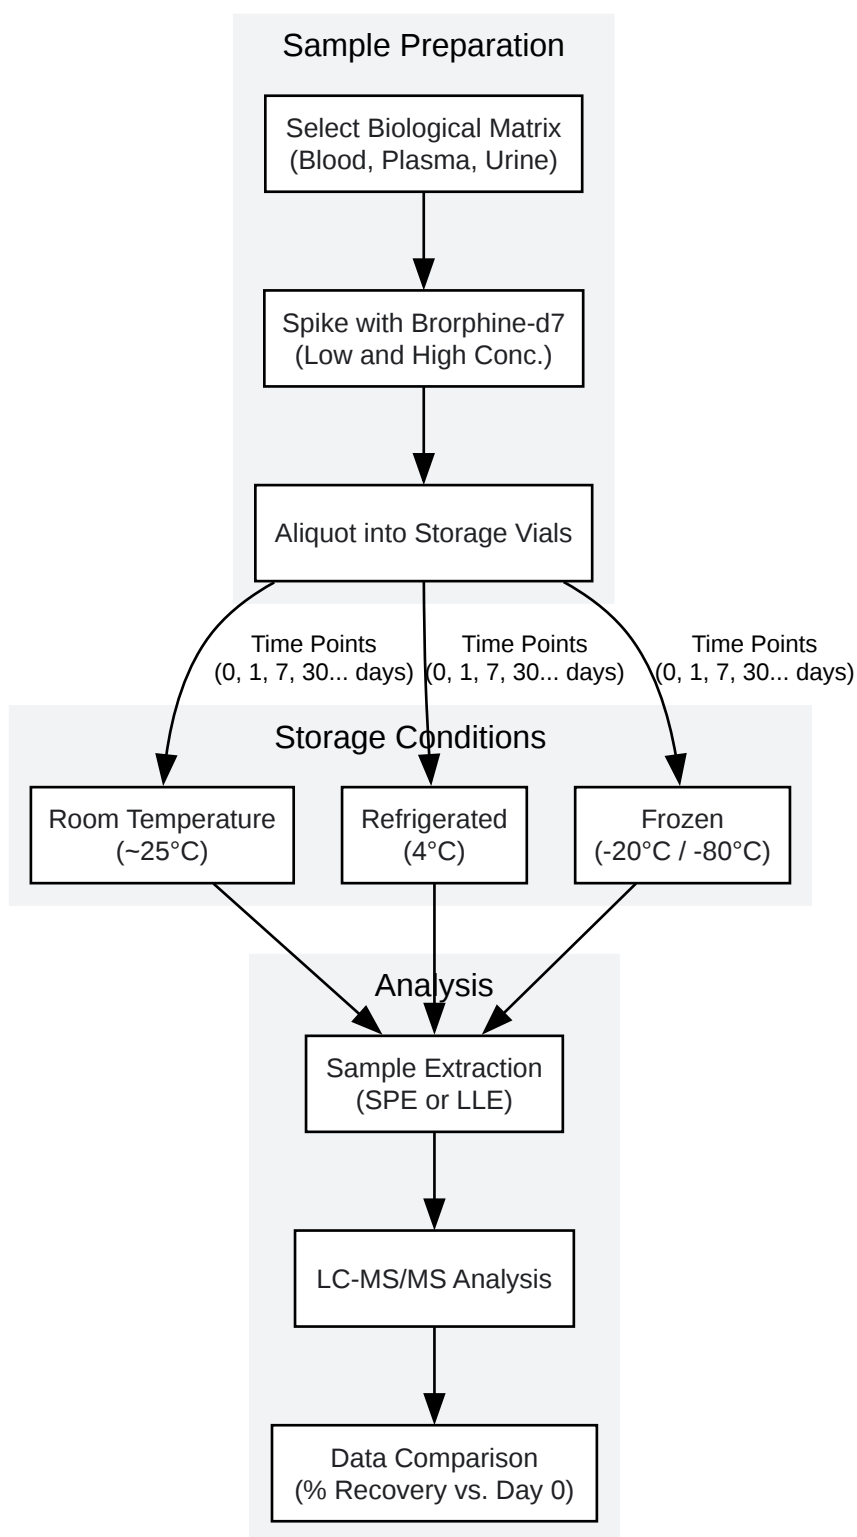 Sample Preparation
Select Biological Matrix
(Blood, Plasma, Urine)
Spike with Brorphine-d7
(Low and High Conc.)
Aliquot into Storage Vials
Time Points
(0, 1, 7, 30... days)
Time Points
(0, 1, 7, 30... days)
Time Points
(0, 1, 7, 30... days)
Storage Conditions
Room Temperature
(~25°C)
Refrigerated
(4°C)
Frozen
(-20°C / -80°C)
Analysis
Sample Extraction
(SPE or LLE)
LC-MS/MS Analysis
Data Comparison
(% Recovery vs. Day 0)